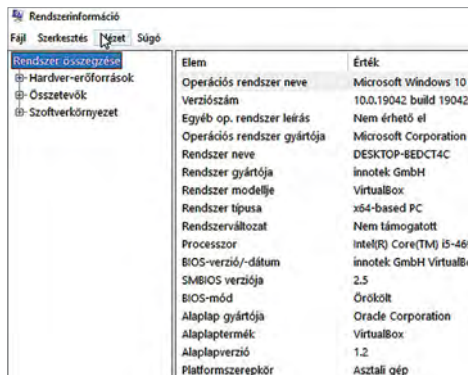 Rendszerinformáció
Fájl Szerkesztés Nézet Súgó
Rendszer összegzése
Hardver-erőforrások
Összetevők
Szoftverkörnyezet
Elem Érték
Operációs rendszer neve Microsoft Windows 10
Verziószám 10.0.19042 build 19042
Egyéb op. rendszer leírás Nem érhető el
Operációs rendszer gyártója Microsoft Corporation
Rendszer neve DESKTOP-BEDCT4C
Rendszer gyártója innotek GmbH
Rendszer modellje VirtualBox
Rendszer típusa x64-based PC
Rendszerváltozat Nem támogatott
Processzor Intel(R) Core(TM) i5-46
BIOS-verzió/-dátum innotek GmbH VirtualB
SMBIOS verziója 2.5
BIOS-mód Örökölt
Alaplap gyártója Oracle Corporation
Alaplaptermék VirtualBox
Alaplapverzió 1.2
Platformszerepkör Asztali gép